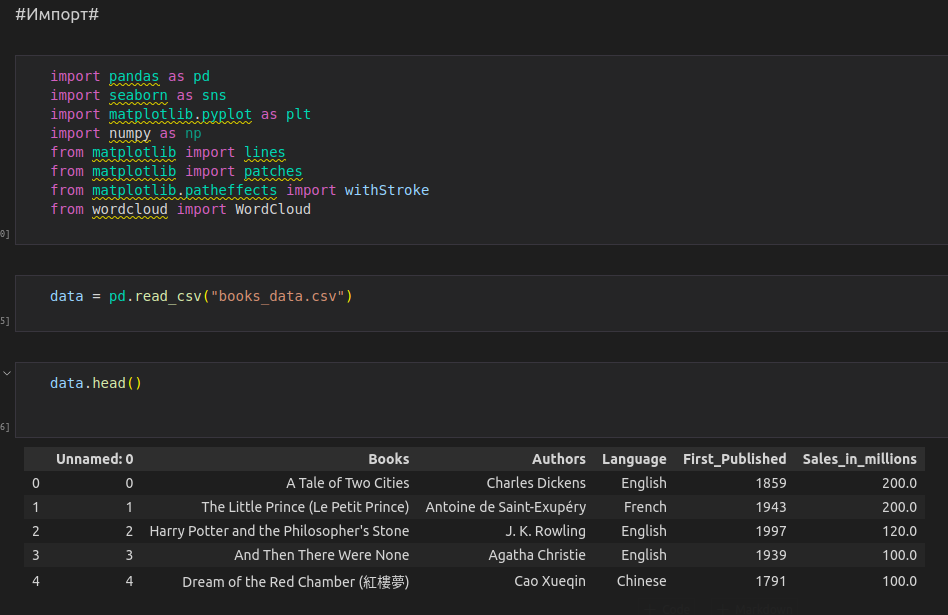 #Импорт#
import pandas as pd
import seaborn as sns
import matplotlib.pyplot as plt
import numpy as np
from matplotlib import lines
from matplotlib import patches
from matplotlib.patheffects import withStroke
from wordcloud import WordCloud
0]
data = pd.read_csv("books_data.csv")
5]
data.head()
6]
Unnamed: 0 Books Authors Language First_Published Sales_in_millions
0 0 A Tale of Two Cities Charles Dickens English 1859 200.0
1 1 The Little Prince (Le Petit Prince) Antoine de Saint-Exupéry French 1943 200.0
2 2 Harry Potter and the Philosopher's Stone J. K. Rowling English 1997 120.0
3 3 And Then There Were None Agatha Christie English 1939 100.0
4 4 Dream of the Red Chamber (紅樓夢) Cao Xueqin Chinese 1791 100.0